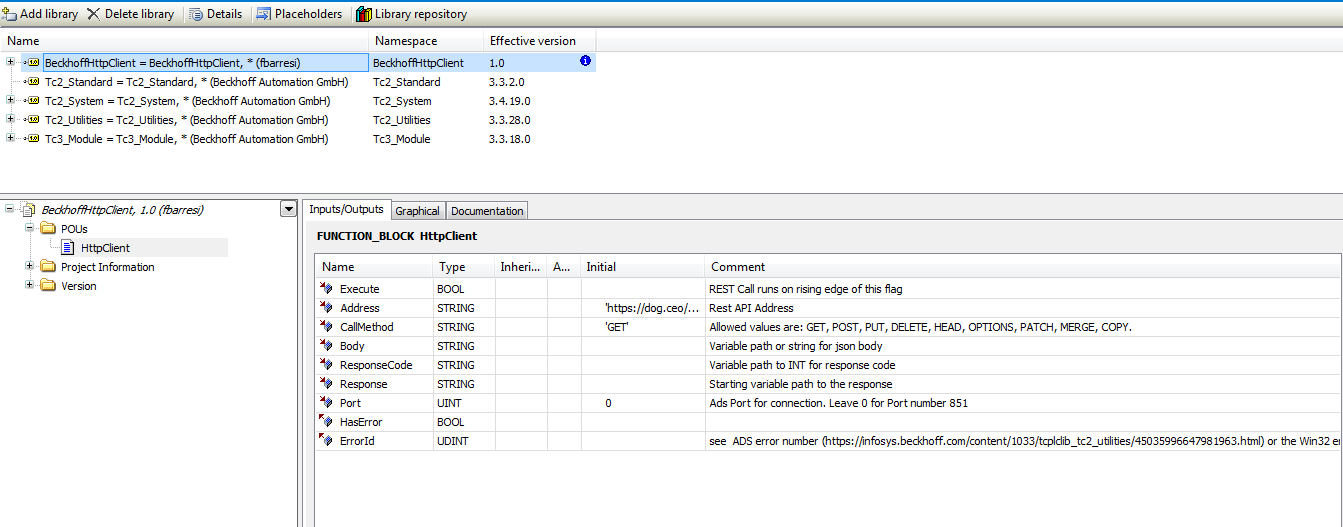 Add library Delete library Details Placeholders Library repository
Name Namespace Effective version
BeckhoffHttpClient = BeckhoffHttpClient, * (fbarresi) BeckhoffHttpClient 1.0
Tc2_Standard = Tc2_Standard, * (Beckhoff Automation GmbH) Tc2_Standard 3.3.2.0
Tc2_System = Tc2_System, * (Beckhoff Automation GmbH) Tc2_System 3.4.19.0
Tc2_Utilities = Tc2_Utilities, * (Beckhoff Automation GmbH) Tc2_Utilities 3.3.28.0
Tc3_Module = Tc3_Module, * (Beckhoff Automation GmbH) Tc3_Module 3.3.18.0
BeckhoffHttpClient, 1.0 (fbarresi)
POUs
HttpClient
Project Information
Version
Inputs/Outputs Graphical Documentation
FUNCTION_BLOCK HttpClient
Name Type Inheri... A... Initial Comment
Execute BOOL REST Call runs on rising edge of this flag
Address STRING 'https://dog.ceo/... Rest API Address
CallMethod STRING 'GET' Allowed values are: GET, POST, PUT, DELETE, HEAD, OPTIONS, PATCH, MERGE, COPY.
Body STRING Variable path or string for json body
ResponseCode STRING Variable path to INT for response code
Response STRING Starting variable path to the response
Port UINT 0 Ads Port for connection. Leave 0 for Port number 851
HasError BOOL
ErrorId UDINT see ADS error number (https://infosys.beckhoff.com/content/1033/tcplclib_tc2_utilities/45035996647981963.html) or the Win32 e